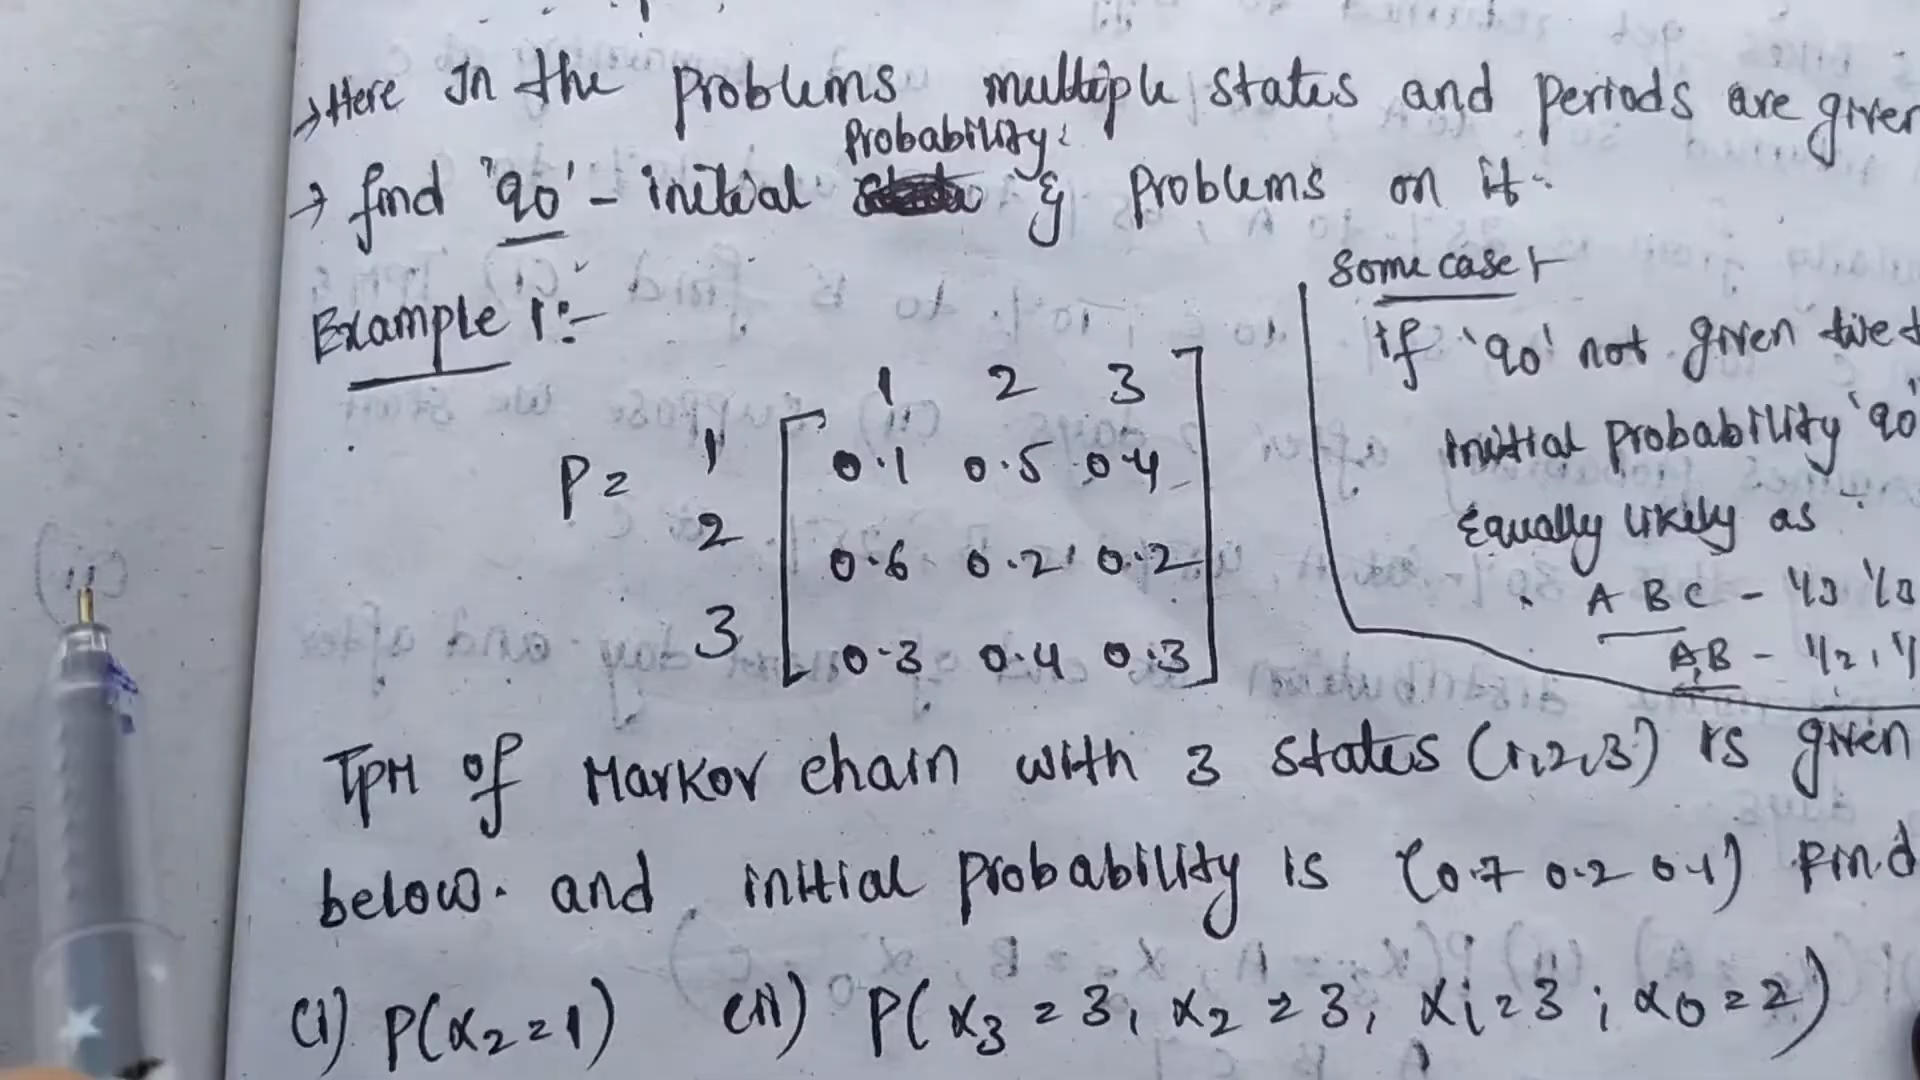 → Here In the problems multiple states and periods are given
Probability
→ find 'q0' - initial & problems on it.
Example 1:-
1 2 3
P = 1 0.1 0.5 0.4
2 0.6 0.2 0.2
3 0.3 0.4 0.3
some case
if 'q0' not given
initial probability 'q0'
Equally likely as
A B C - 1/3 1/3
A,B - 1/2,
TPM of Markov chain with 3 states (1,2,3) is given
below. and initial probability is (0.7 0.2 0.1) Find
(i) P(x2=1) (ii) P(x3=3, x2=3, x1=3, x0=2)